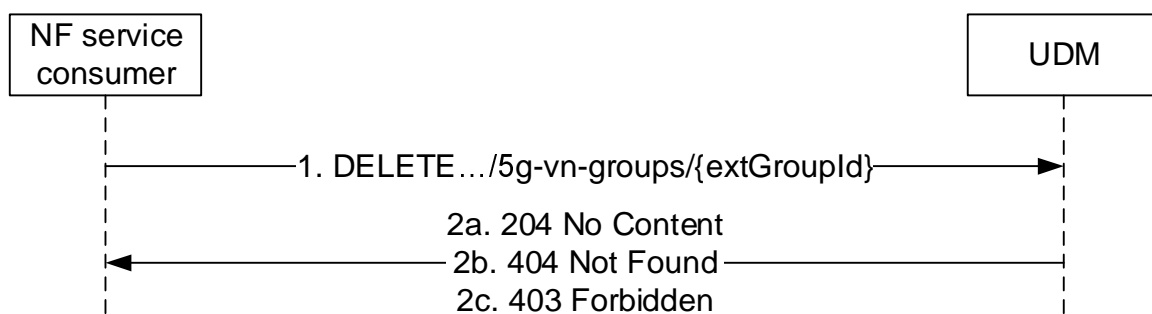 NF service
consumer
UDM
1. DELETE…/5g-vn-groups/{extGroupId}
2a. 204 No Content
2b. 404 Not Found
2c. 403 Forbidden